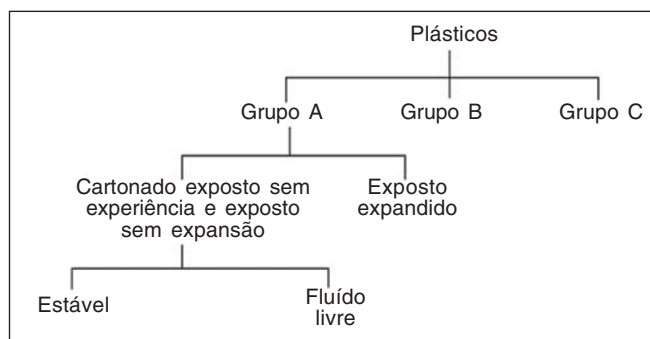 Plásticos
Grupo A
Grupo B
Grupo C
Cartonado exposto sem
experiência e exposto
sem expansão
Exposto
expandido
Estável
Fluído
livre